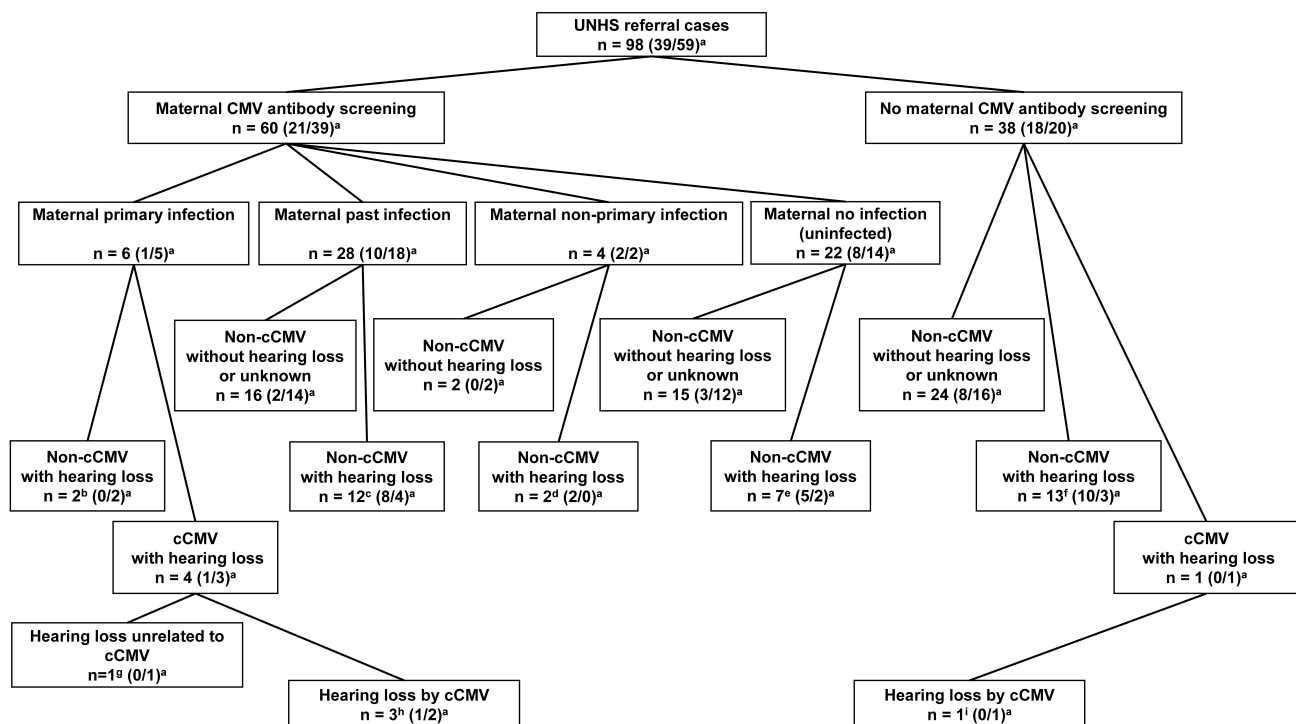 UNHS referral cases
n = 98 (39/59)ᵃ
Maternal CMV antibody screening
n = 60 (21/39)ᵃ
No maternal CMV antibody screening
n = 38 (18/20)ᵃ
Maternal primary infection
n = 6 (1/5)ᵃ
Maternal past infection
n = 28 (10/18)ᵃ
Maternal non-primary infection
n = 4 (2/2)ᵃ
Maternal no infection
(uninfected)
n = 22 (8/14)ᵃ
Non-cCMV
without hearing loss
or unknown
n = 16 (2/14)ᵃ
Non-cCMV
without hearing loss
n = 2 (0/2)ᵃ
Non-cCMV
without hearing loss
or unknown
n = 15 (3/12)ᵃ
Non-cCMV
without hearing loss
or unknown
n = 24 (8/16)ᵃ
Non-cCMV
with hearing loss
n = 2ᵇ (0/2)ᵃ
Non-cCMV
with hearing loss
n = 12ᶜ (8/4)ᵃ
Non-cCMV
with hearing loss
n = 2ᵈ (2/0)ᵃ
Non-cCMV
with hearing loss
n = 7ᵉ (5/2)ᵃ
Non-cCMV
with hearing loss
n = 13ᶠ (10/3)ᵃ
cCMV
with hearing loss
n = 4 (1/3)ᵃ
cCMV
with hearing loss
n = 1 (0/1)ᵃ
Hearing loss unrelated to
cCMV
n=1ᵍ (0/1)ᵃ
Hearing loss by cCMV
n = 3ʰ (1/2)ᵃ
Hearing loss by cCMV
n = 1ⁱ (0/1)ᵃ